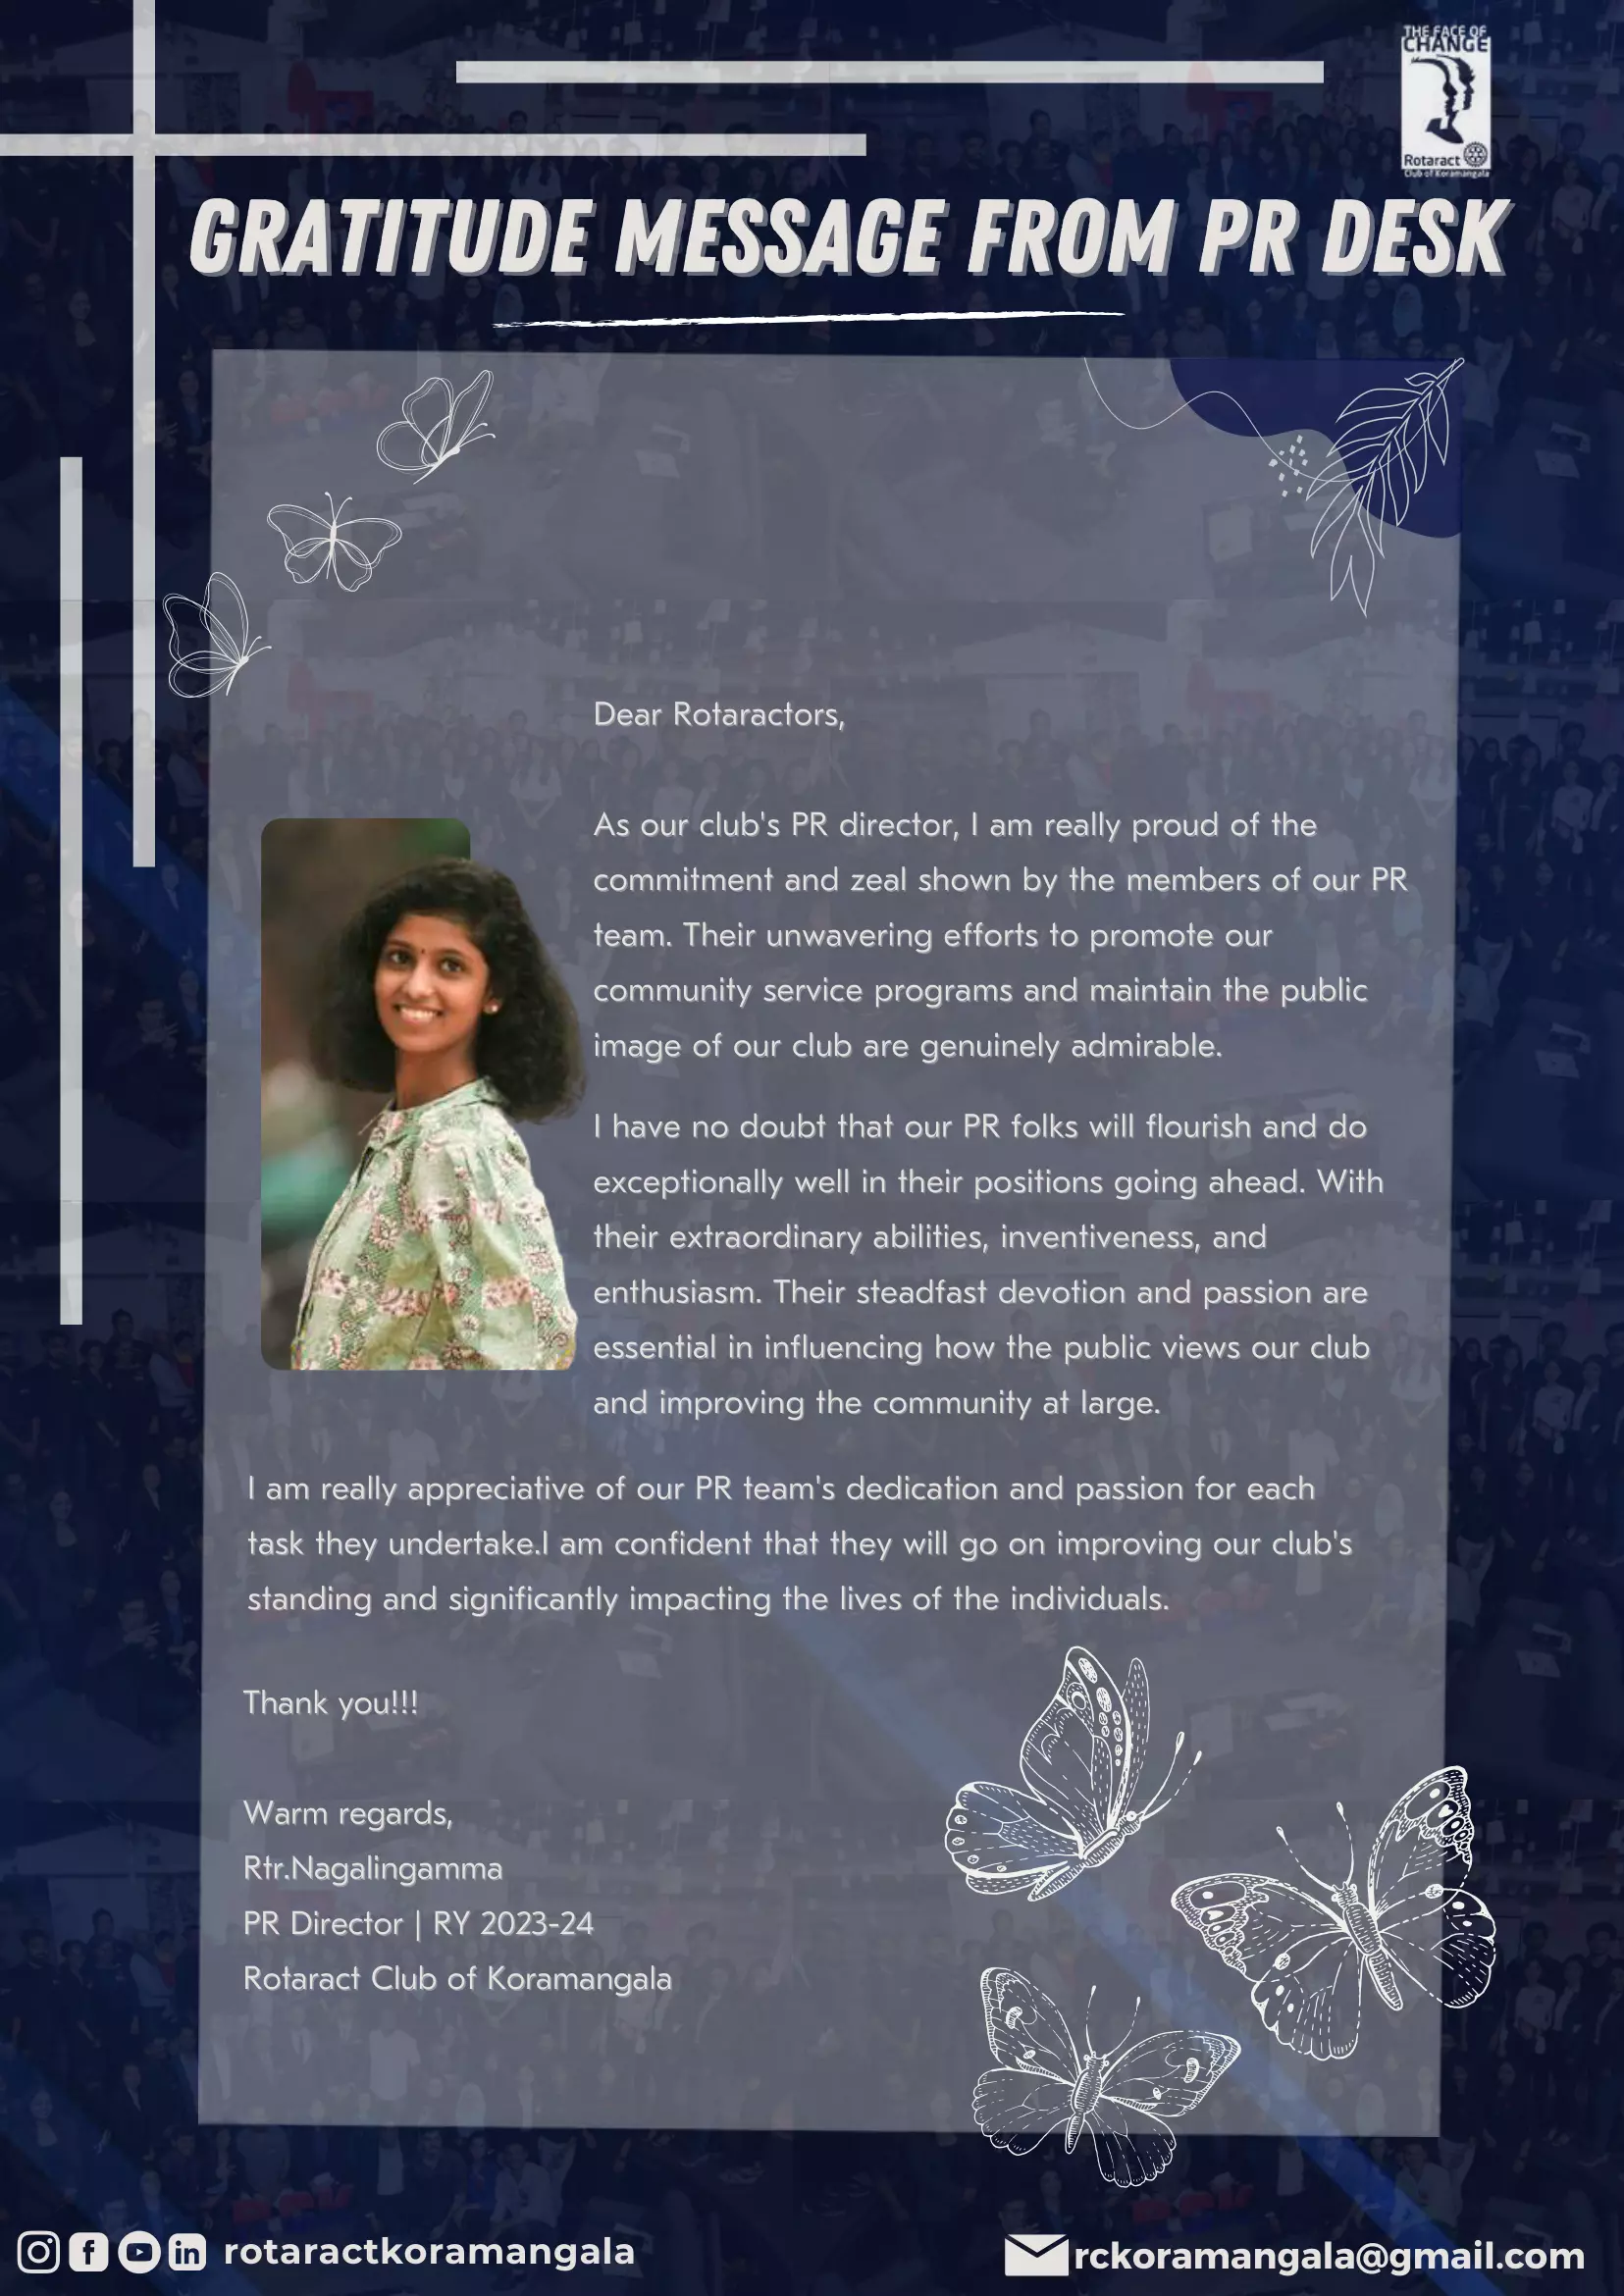 THE FACE OF
CHANGE
Rotaract
Club of Koramangala
GRATITUDE MESSAGE FROM PR DESK
Dear Rotaractors,
As our club's PR director, I am really proud of the
commitment and zeal shown by the members of our PR
team. Their unwavering efforts to promote our
community service programs and maintain the public
image of our club are genuinely admirable.
I have no doubt that our PR folks will flourish and do
exceptionally well in their positions going ahead. With
their extraordinary abilities, inventiveness, and
enthusiasm. Their steadfast devotion and passion are
essential in influencing how the public views our club
and improving the community at large.
I am really appreciative of our PR team's dedication and passion for each
task they undertake.I am confident that they will go on improving our club's
standing and significantly impacting the lives of the individuals.
Thank you!!!
Warm regards,
Rtr.Nagalingamma
PR Director | RY 2023-24
Rotaract Club of Koramangala
rotaractkoramangala
rckoramangala@gmail.com